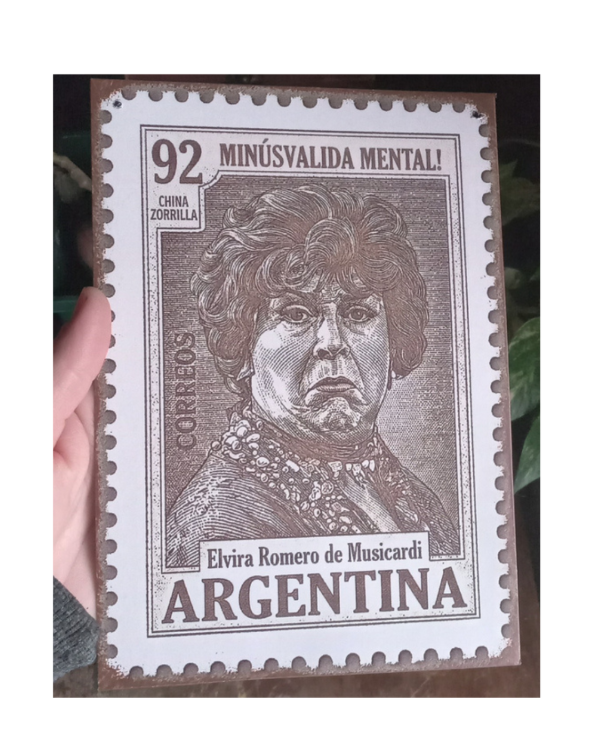 92
MINÚSVALIDA MENTAL!
CHINA
ZORRILLA
CORREOS
Elvira Romero de Musicardi
ARGENTINA